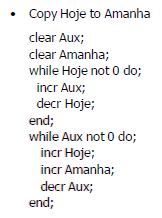 • Copy Hoje to Amanha
clear Aux;
clear Amanha;
while Hoje not 0 do;
incr Aux;
decr Hoje;
end;
while Aux not 0 do;
incr Hoje;
incr Amanha;
decr Aux;
end;